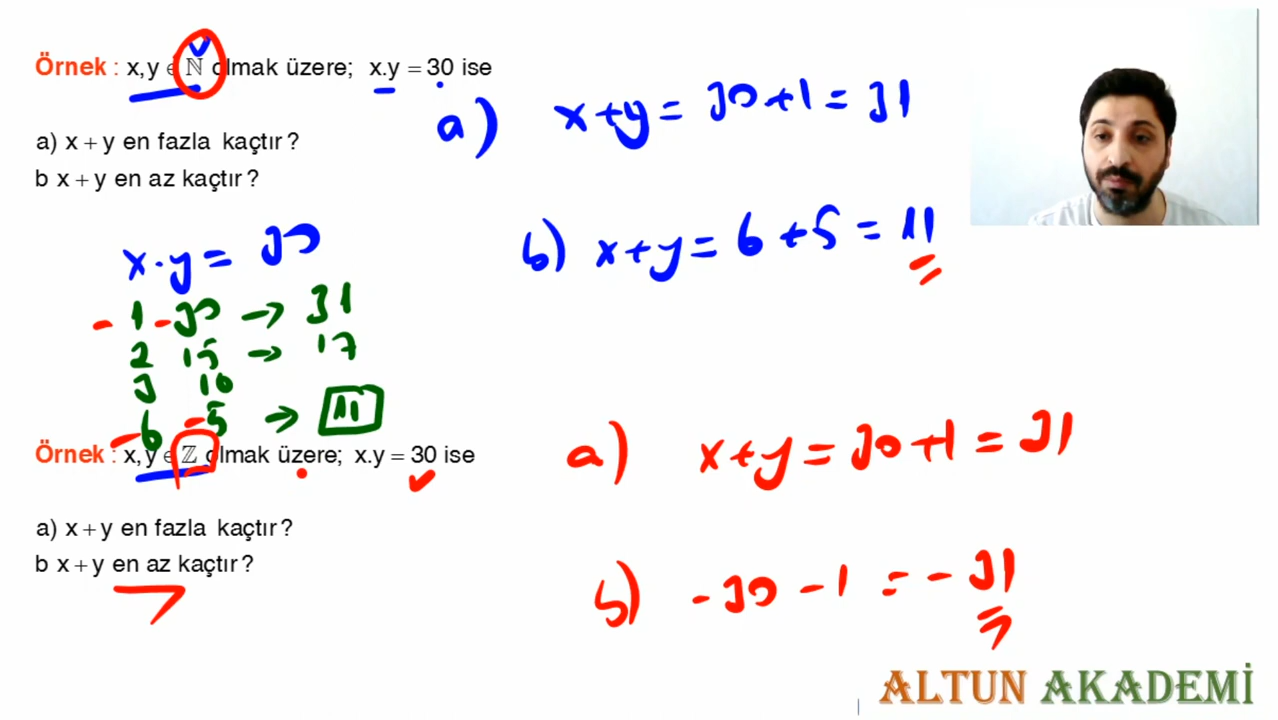 Örnek : x,y ∈ ℕ olmak üzere; x.y = 30 ise
a) x + y en fazla kaçtır ?
b x + y en az kaçtır ?
a) x+y= 30+1= 31
b) x+y= 6+5= 11
x.y= 30
1 30 → 31
2 15 → 17
3 10
6 5 → 11
Örnek : x,y ∈ ℤ olmak üzere; x.y = 30 ise
a) x + y en fazla kaçtır ?
b x + y en az kaçtır ?
a) x+y= 30+1= 31
b) -30 -1 = -31
ALTUN AKADEMİ